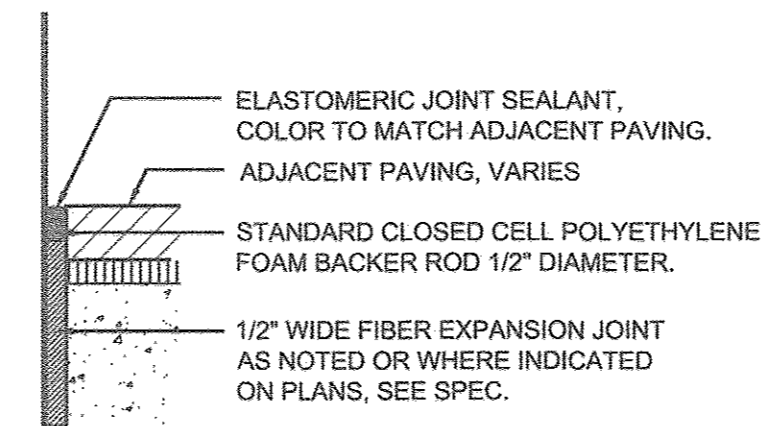 ELASTOMERIC JOINT SEALANT,
COLOR TO MATCH ADJACENT PAVING.
ADJACENT PAVING, VARIES
STANDARD CLOSED CELL POLYETHYLENE
FOAM BACKER ROD 1/2" DIAMETER.
1/2" WIDE FIBER EXPANSION JOINT
AS NOTED OR WHERE INDICATED
ON PLANS, SEE SPEC.